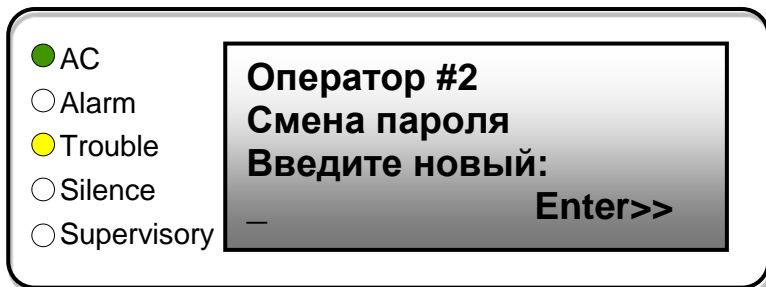 AC
Alarm
Trouble
Silence
Supervisory
Оператор #2
Смена пароля
Введите новый:
_ Enter>>